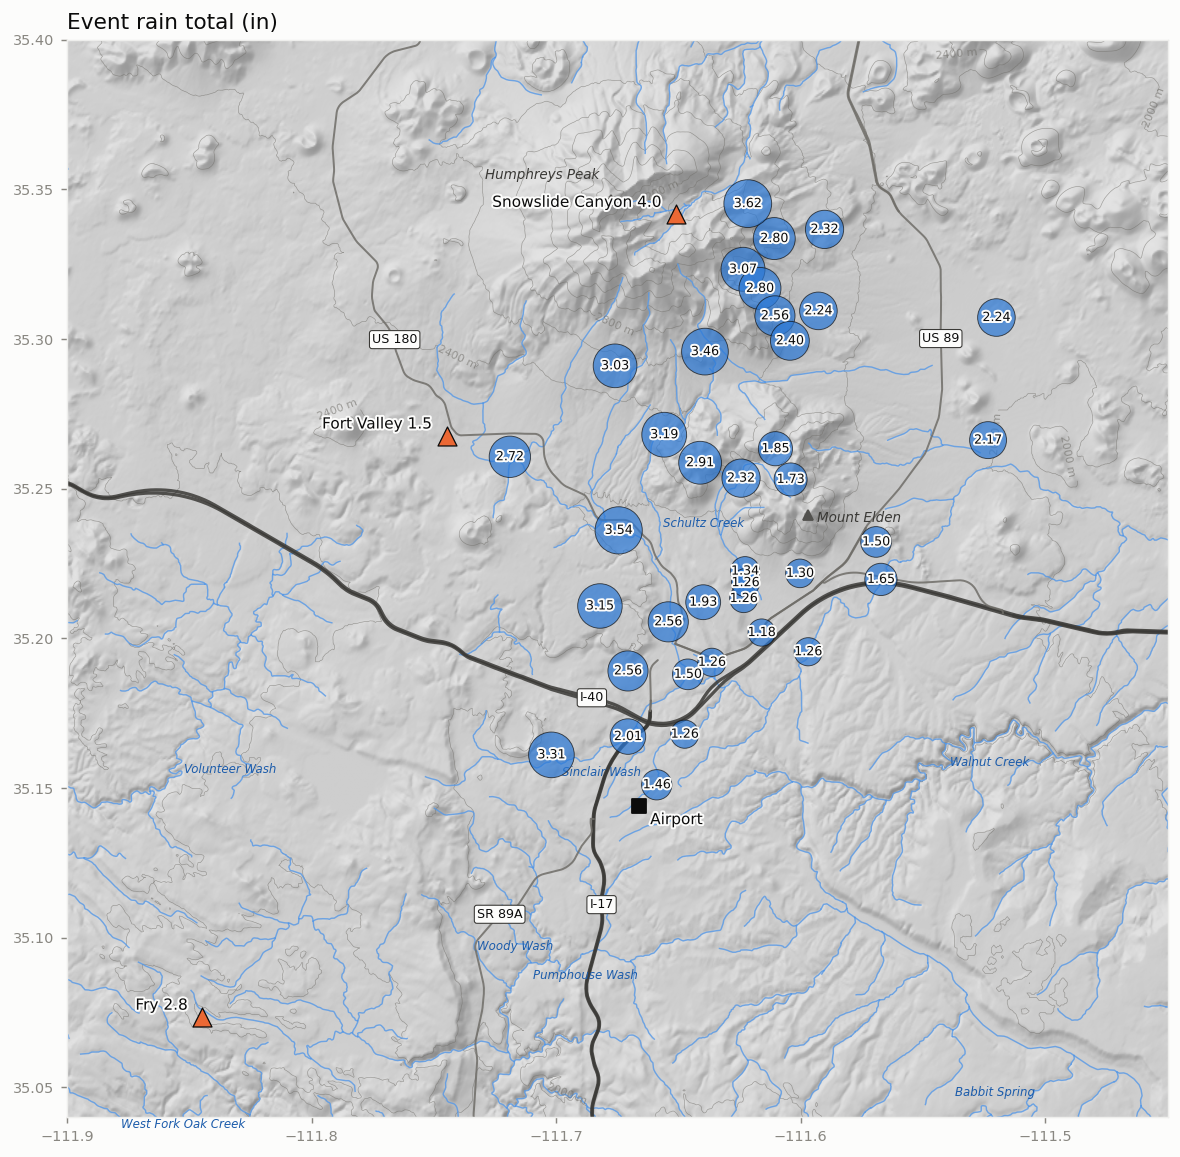 Event rain total (in)
35.40
35.35
35.30
35.25
35.20
35.15
35.10
35.05
2400 m
2000 m
Humphreys Peak
Snowslide Canyon 4.0
3.62
2.80
2.32
3.07
2.80
2.56
2.24
2.24
2.40
US 180
US 89
3000 m
2400 m
3.46
3.03
2400 m
Fort Valley 1.5
3.19
2.72
2.91
1.85
2.17
2.32
1.73
2000 m
Schultz Creek
Mount Elden
3.54
1.50
1.34
1.26
1.30
1.65
1.26
1.93
3.15
2.56
1.18
1.26
1.26
2.56
1.50
I-40
2.01
1.26
3.31
Sinclair Wash
Volunteer Wash
Walnut Creek
1.46
Airport
I-17
SR 89A
Woody Wash
Pumphouse Wash
Fry 2.8
2000 m
Babbit Spring
West Fork Oak Creek
−111.9
−111.8
−111.7
−111.6
−111.5